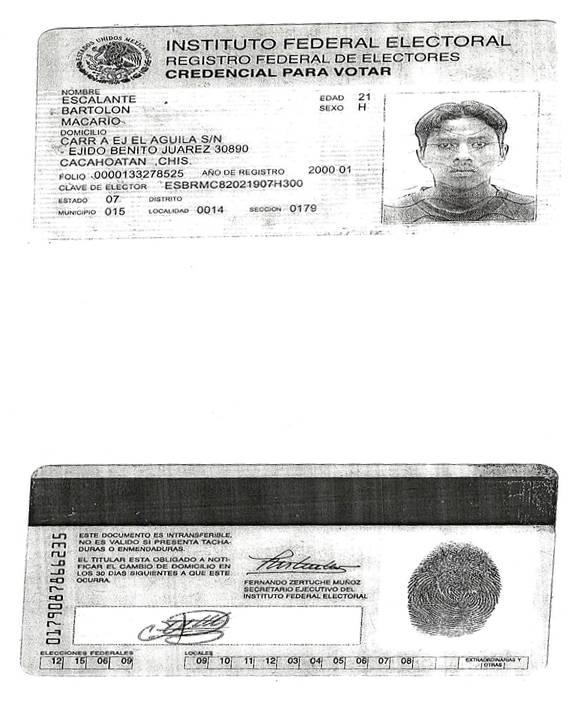 ESTADOS UNIDOS MEXICANOS
INSTITUTO FEDERAL ELECTORAL
REGISTRO FEDERAL DE ELECTORES
CREDENCIAL PARA VOTAR
NOMBRE
ESCALANTE
BARTOLON
MACARIO
EDAD 21
SEXO H
DOMICILIO
CARR A EJ EL AGUILA S/N
- EJIDO BENITO JUAREZ 30890
CACAHOATAN ,CHIS.
FOLIO 0000133278525 AÑO DE REGISTRO 2000 01
CLAVE DE ELECTOR ESBRMC82021907H300
ESTADO 07 DISTRITO
MUNICIPIO 015 LOCALIDAD 0014 SECCION 0179
ESTE DOCUMENTO ES INTRANSFERIBLE,
NO ES VALIDO SI PRESENTA TACHA-
DURAS O ENMENDADURAS.
EL TITULAR ESTA OBLIGADO A NOTI-
FICAR EL CAMBIO DE DOMICILIO EN
LOS 30 DIAS SIGUIENTES A QUE ESTE
OCURRA.
FERNANDO ZERTUCHE MUÑOZ
SECRETARIO EJECUTIVO DEL
INSTITUTO FEDERAL ELECTORAL
0179087866235
ELECCIONES FEDERALES
12 15 06 09
LOCALES
09 10 11 12 03 04 05 06 07 08
EXTRAORDINARIAS Y
OTRAS